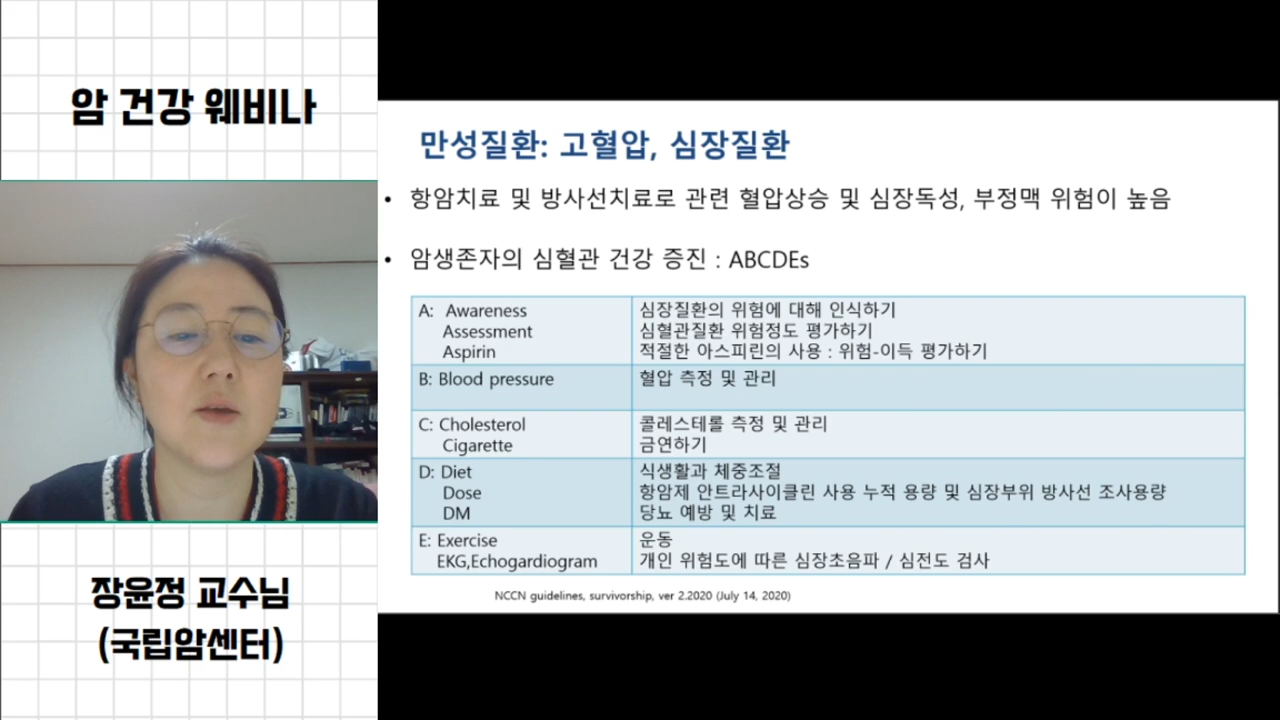 암 건강 웨비나
장윤정 교수님
(국립암센터)
만성질환: 고혈압, 심장질환
• 항암치료 및 방사선치료로 관련 혈압상승 및 심장독성, 부정맥 위험이 높음
• 암생존자의 심혈관 건강 증진 : ABCDEs
A: Awareness 심장질환의 위험에 대해 인식하기
Assessment 심혈관질환 위험정도 평가하기
Aspirin 적절한 아스피린의 사용 : 위험-이득 평가하기
B: Blood pressure 혈압 측정 및 관리
C: Cholesterol 콜레스테롤 측정 및 관리
Cigarette 금연하기
D: Diet 식생활과 체중조절
Dose 항암제 안트라사이클린 사용 누적 용량 및 심장부위 방사선 조사용량
DM 당뇨 예방 및 치료
E: Exercise 운동
EKG,Echogardiogram 개인 위험도에 따른 심장초음파 / 심전도 검사
NCCN guidelines, survivorship, ver 2.2020 (July 14, 2020)